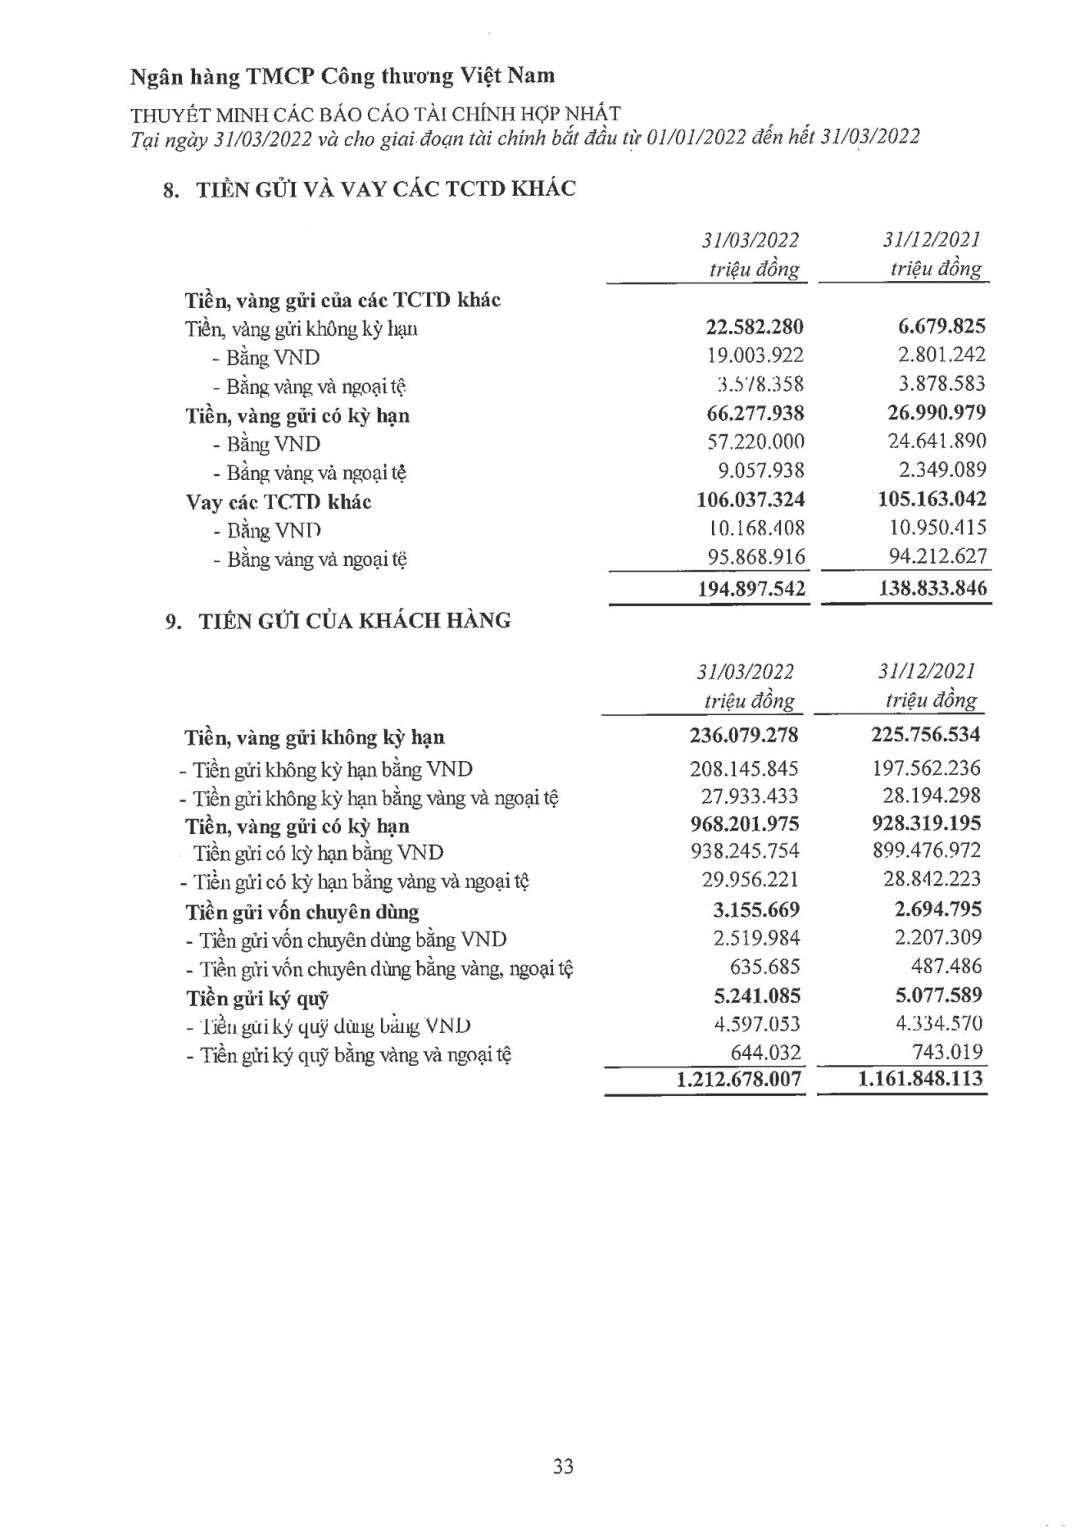 Ngân hàng TMCP Công thương Việt Nam
THUYẾT MINH CÁC BÁO CÁO TÀI CHÍNH HỢP NHẤT
Tại ngày 31/03/2022 và cho giai đoạn tài chính bắt đầu từ 01/01/2022 đến hết 31/03/2022
8. TIỀN GỬI VÀ VAY CÁC TCTD KHÁC
31/03/2022 31/12/2021
triệu đồng triệu đồng
Tiền, vàng gửi của các TCTD khác
Tiền, vàng gửi không kỳ hạn 22.582.280 6.679.825
- Bằng VND 19.003.922 2.801.242
- Bằng vàng và ngoại tệ 3.578.358 3.878.583
Tiền, vàng gửi có kỳ hạn 66.277.938 26.990.979
- Bằng VND 57.220.000 24.641.890
- Bằng vàng và ngoại tệ 9.057.938 2.349.089
Vay các TCTD khác 106.037.324 105.163.042
- Bằng VND 10.168.408 10.950.415
- Bằng vàng và ngoại tệ 95.868.916 94.212.627
194.897.542 138.833.846
9. TIỀN GỬI CỦA KHÁCH HÀNG
31/03/2022 31/12/2021
triệu đồng triệu đồng
Tiền, vàng gửi không kỳ hạn 236.079.278 225.756.534
- Tiền gửi không kỳ hạn bằng VND 208.145.845 197.562.236
- Tiền gửi không kỳ hạn bằng vàng và ngoại tệ 27.933.433 28.194.298
Tiền, vàng gửi có kỳ hạn 968.201.975 928.319.195
Tiền gửi có kỳ hạn bằng VND 938.245.754 899.476.972
- Tiền gửi có kỳ hạn bằng vàng và ngoại tệ 29.956.221 28.842.223
Tiền gửi vốn chuyên dùng 3.155.669 2.694.795
- Tiền gửi vốn chuyên dùng bằng VND 2.519.984 2.207.309
- Tiền gửi vốn chuyên dùng bằng vàng, ngoại tệ 635.685 487.486
Tiền gửi ký quỹ 5.241.085 5.077.589
- Tiền gửi ký quỹ dùng bằng VND 4.597.053 4.334.570
- Tiền gửi ký quỹ bằng vàng và ngoại tệ 644.032 743.019
1.212.678.007 1.161.848.113
33